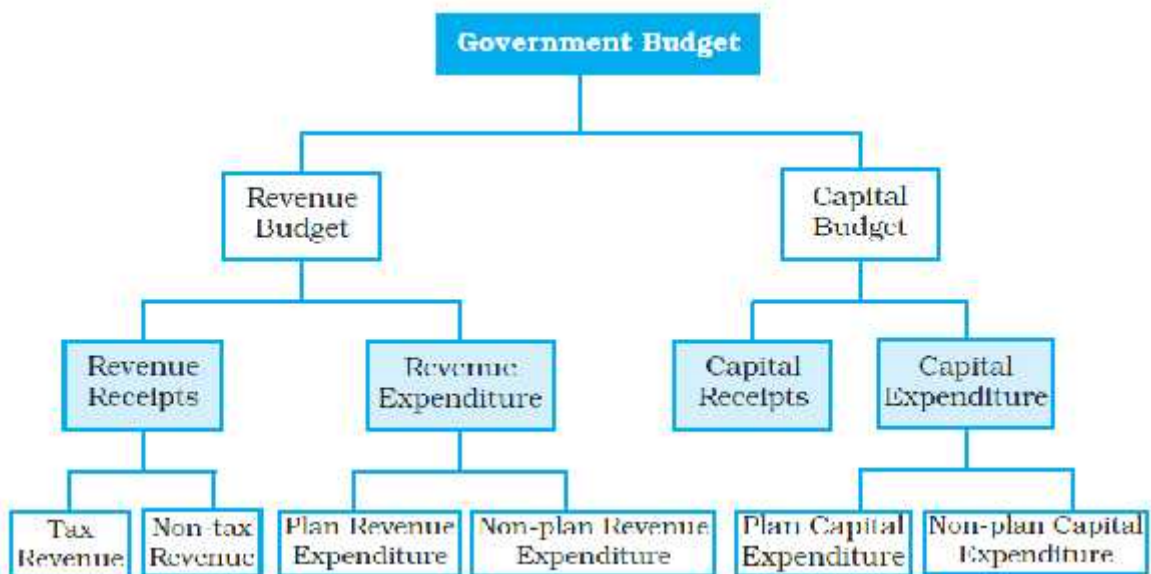 Government Budget
Revenue
Budget
Capital
Budget
Revenue
Receipts
Revenue
Expenditure
Capital
Receipts
Capital
Expenditure
Tax
Revenue
Non-tax
Revenue
Plan Revenue
Expenditure
Non-plan Revenue
Expenditure
Plan Capital
Expenditure
Non-plan Capital
Expenditure